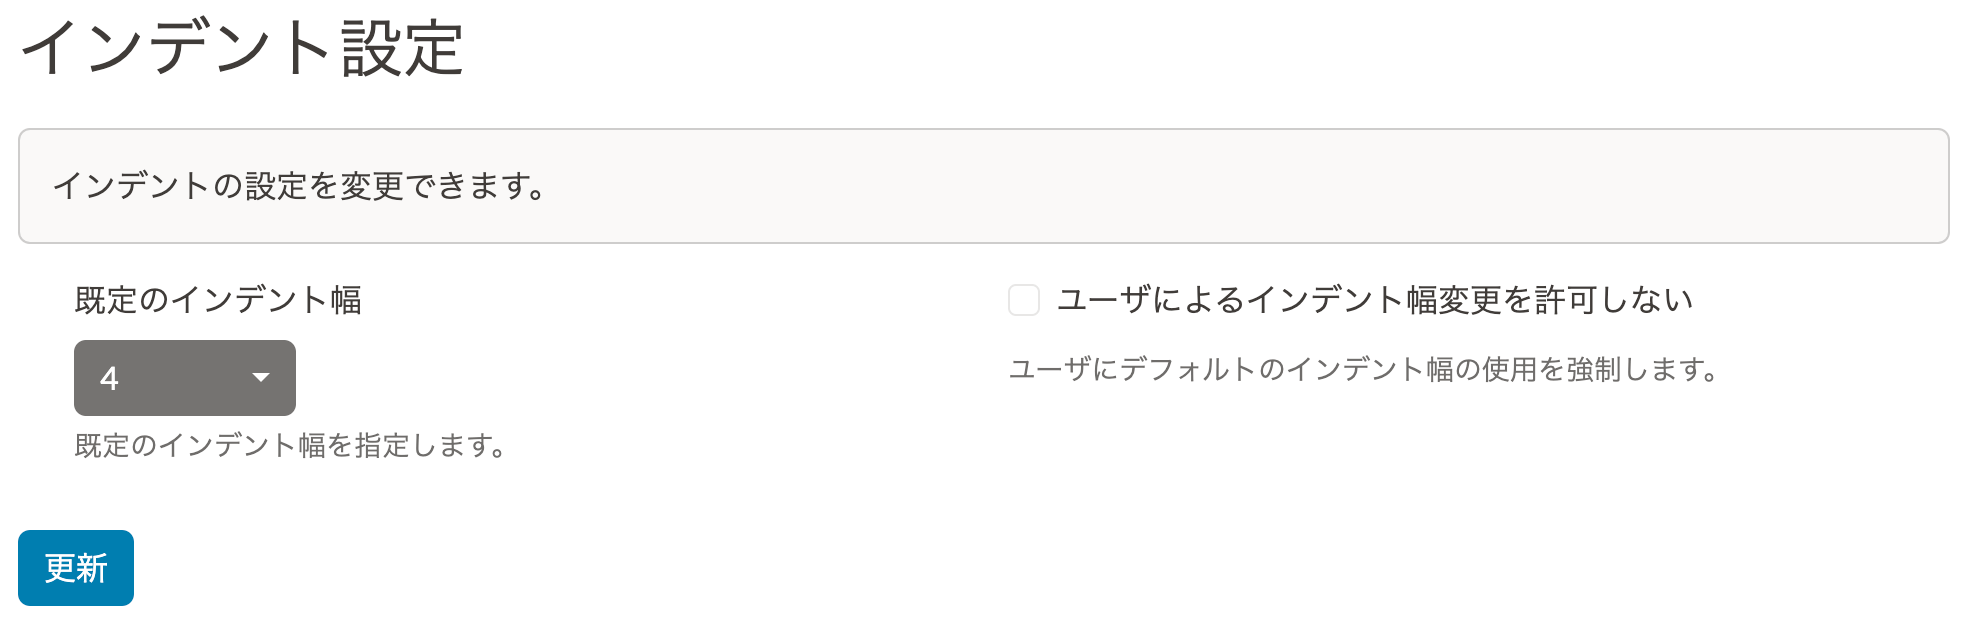 インデント設定
インデントの設定を変更できます。
既定のインデント幅
4
既定のインデント幅を指定します。
ユーザによるインデント幅変更を許可しない
ユーザにデフォルトのインデント幅の使用を強制します。
更新